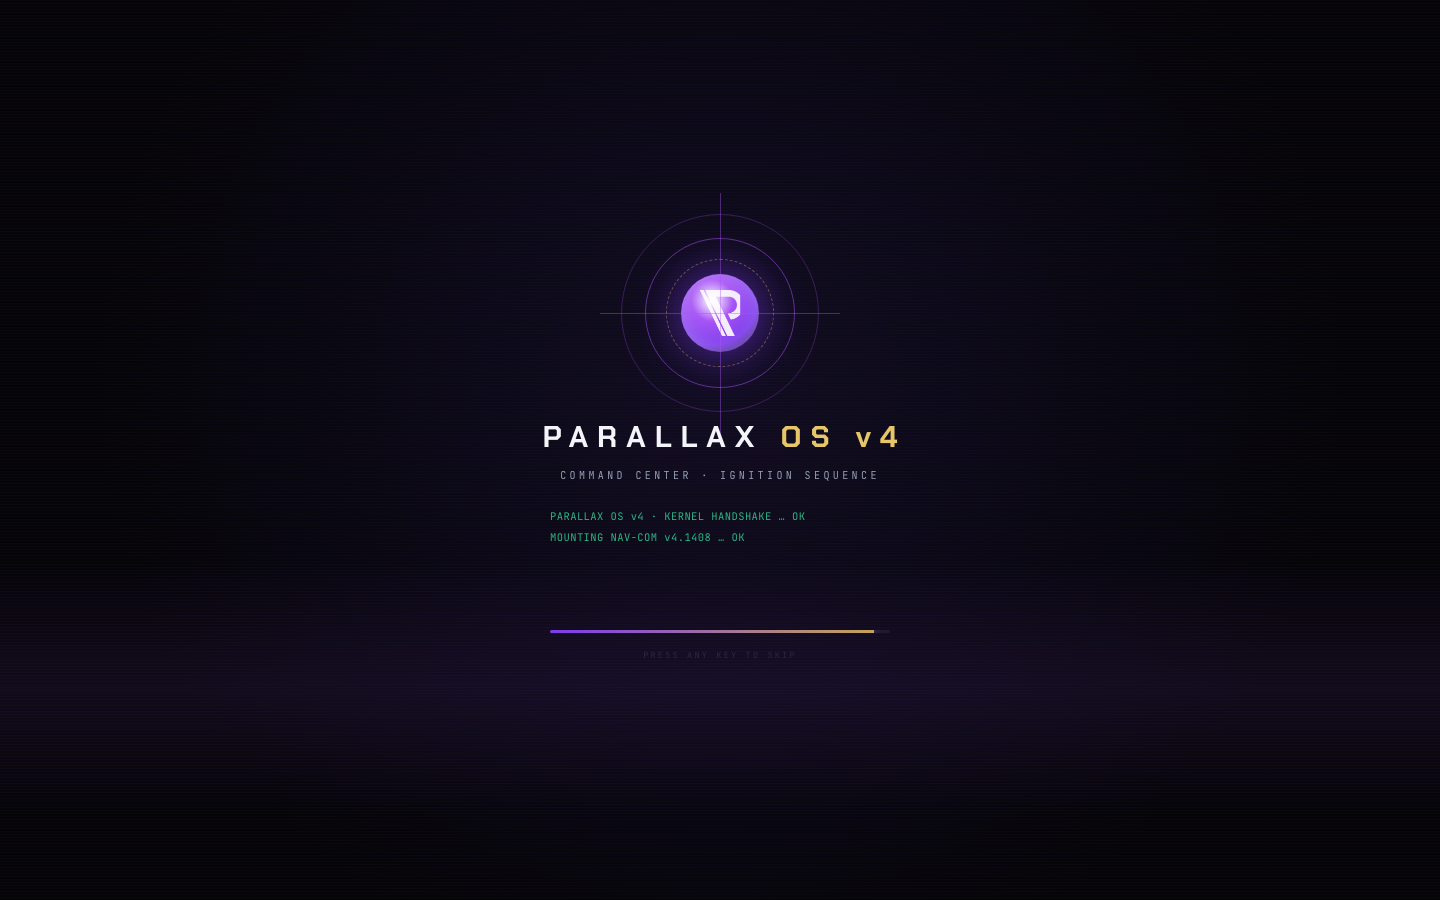 PARALLAX OS v4
COMMAND CENTER · IGNITION SEQUENCE
PARALLAX OS v4 · KERNEL HANDSHAKE … OK
MOUNTING NAV-COM v4.1408 … OK
PRESS ANY KEY TO SKIP